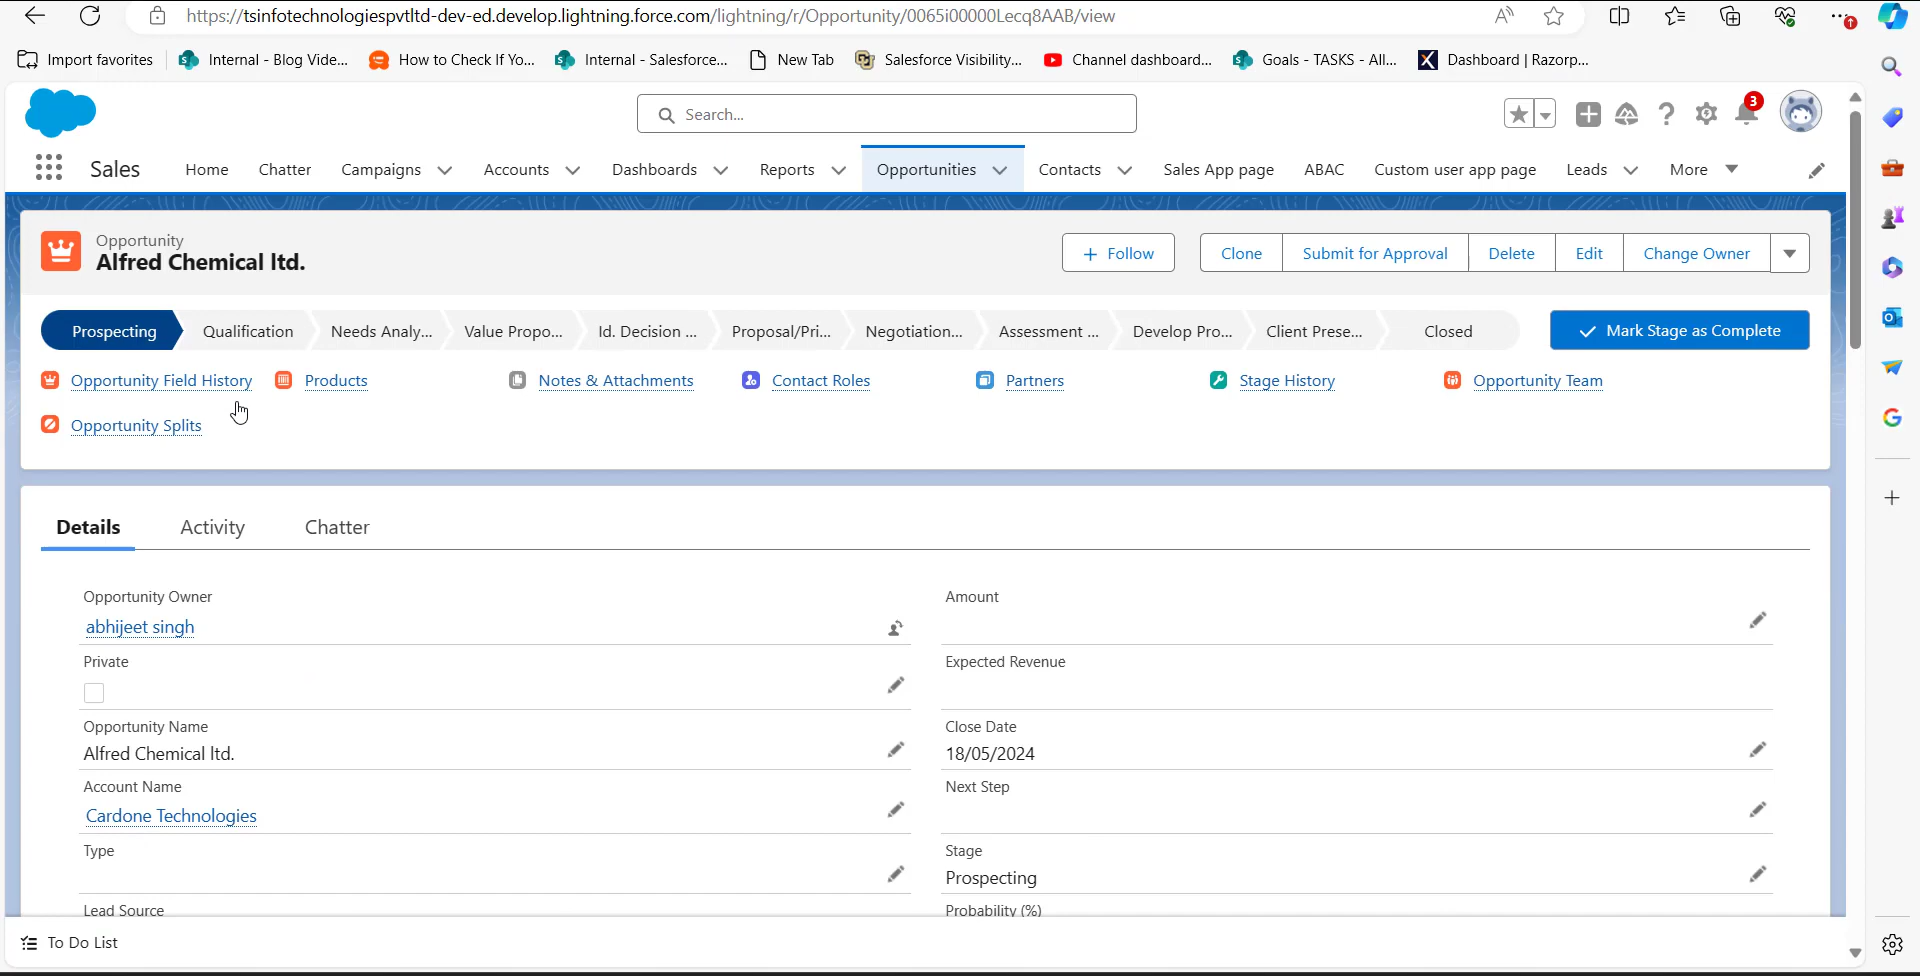 https://tsinfotechnologiespvtltd-dev-ed.develop.lightning.force.com/lightning/r/Opportunity/0065i00000Lecq8AAB/view
Import favorites Internal - Blog Vide... How to Check If Yo... Internal - Salesforce... New Tab Salesforce Visibility... Channel dashboard... Goals - TASKS - All... Dashboard | Razorp...
Search...
3
Sales Home Chatter Campaigns Accounts Dashboards Reports Opportunities Contacts Sales App page ABAC Custom user app page Leads More
Opportunity
Alfred Chemical ltd.
+ Follow Clone Submit for Approval Delete Edit Change Owner
Prospecting Qualification Needs Analy... Value Propo... Id. Decision ... Proposal/Pri... Negotiation... Assessment ... Develop Pro... Client Prese... Closed Mark Stage as Complete
Opportunity Field History Products Notes & Attachments Contact Roles Partners Stage History Opportunity Team
Opportunity Splits
Details Activity Chatter
Opportunity Owner Amount
abhijeet singh
Private Expected Revenue
Opportunity Name Close Date
Alfred Chemical ltd. 18/05/2024
Account Name Next Step
Cardone Technologies
Type Stage
Prospecting
Lead Source Probability (%)
To Do List